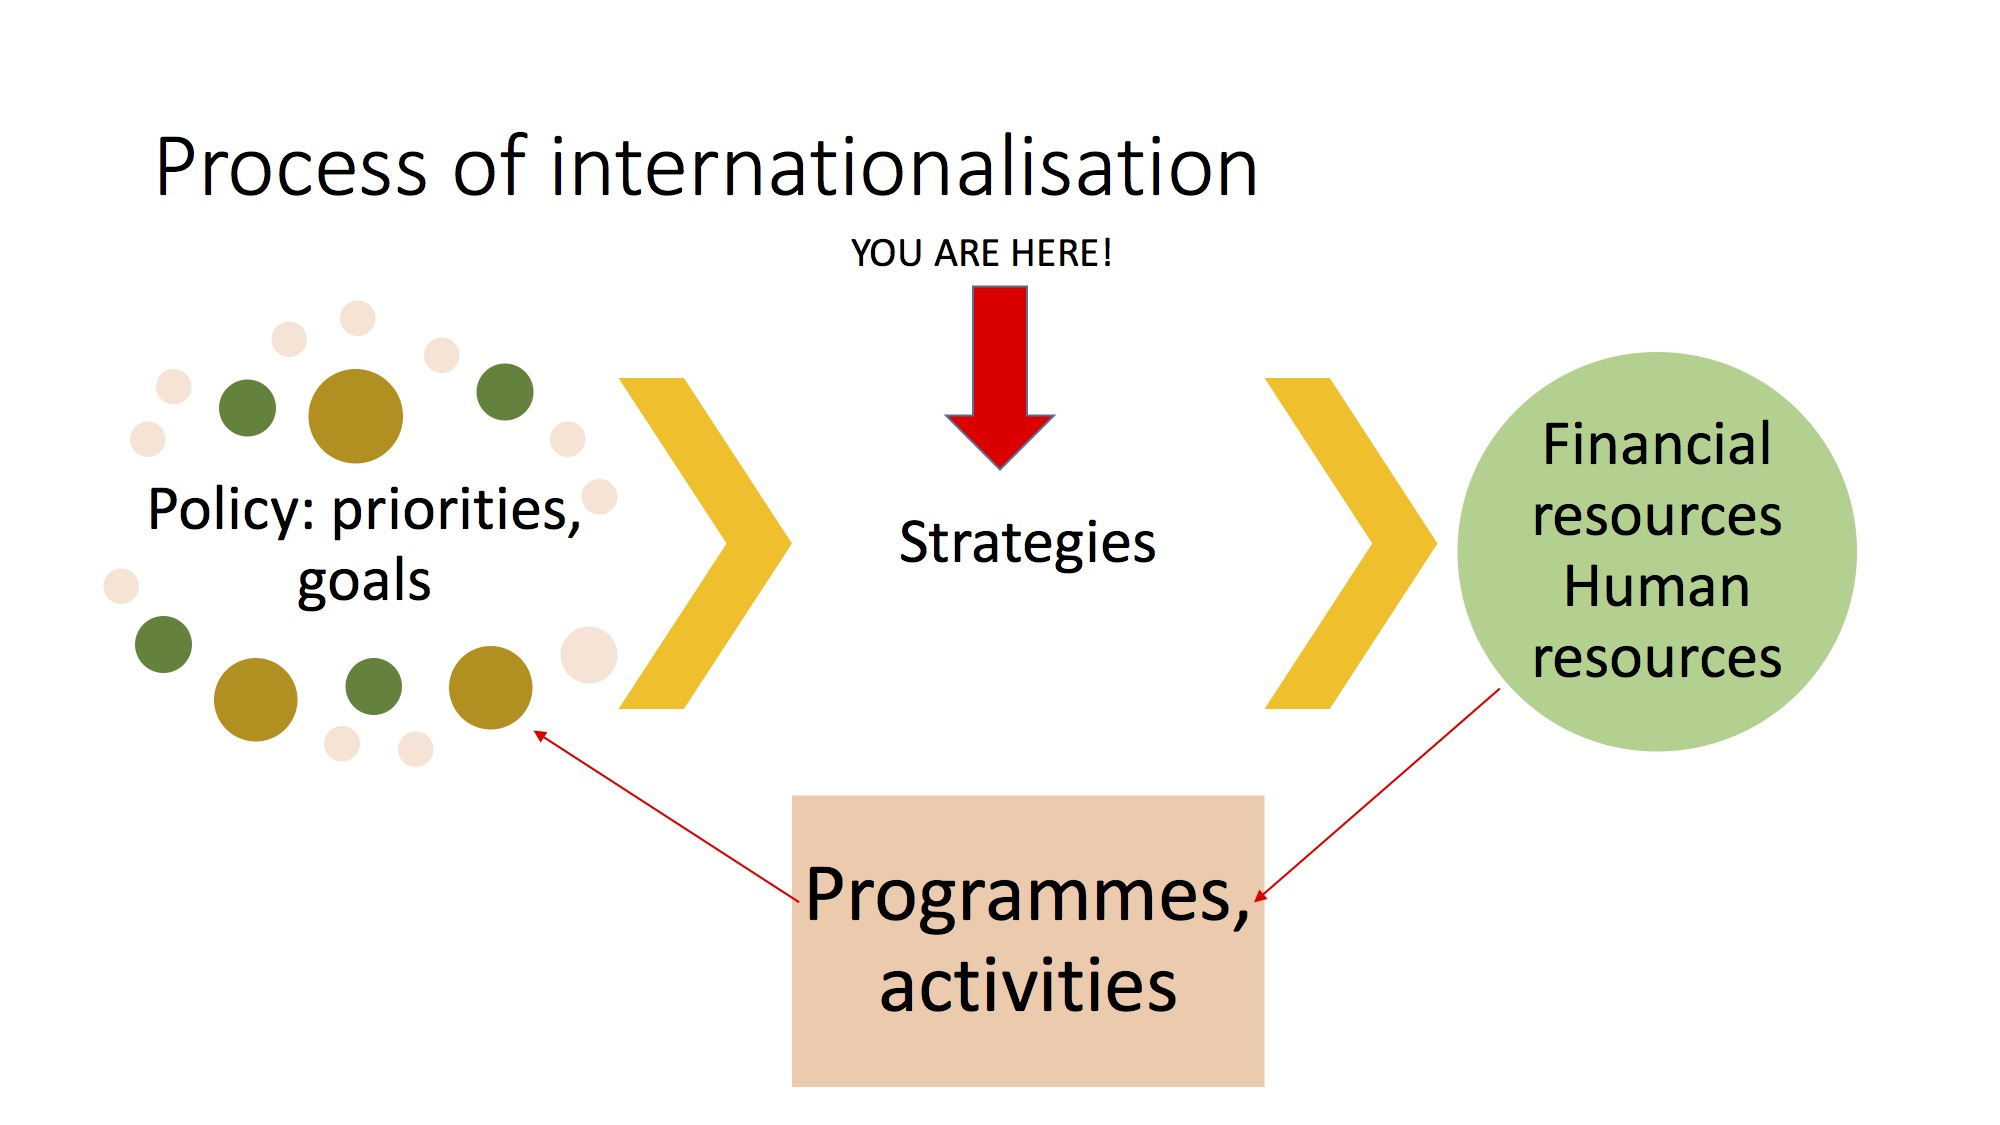 Process of internationalisation
YOU ARE HERE!
Policy: priorities,
goals
Strategies
Financial
resources
Human
resources
Programmes,
activities